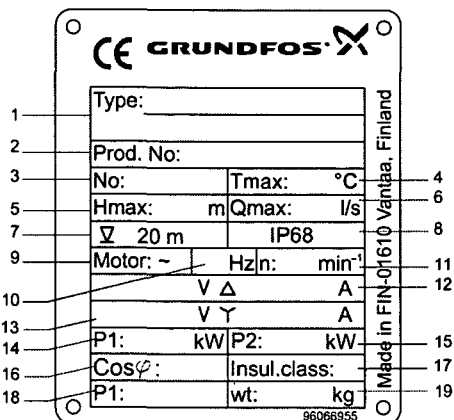 CE GRUNDFOS
Type:
1
2 Prod. No:
3 No: Tmax: °C 4
5 Hmax: m Qmax: l/s 6
7 ∇ 20 m IP68 8
9 Motor: ~ Hz n: min⁻¹ 11
10 V △ A 12
13 V Y A
14 P1: kW P2: kW 15
16 Cosφ: Insul.class: 17
18 P1: wt: kg 19
96066955
Made in FIN-01610 Vantaa, Finland